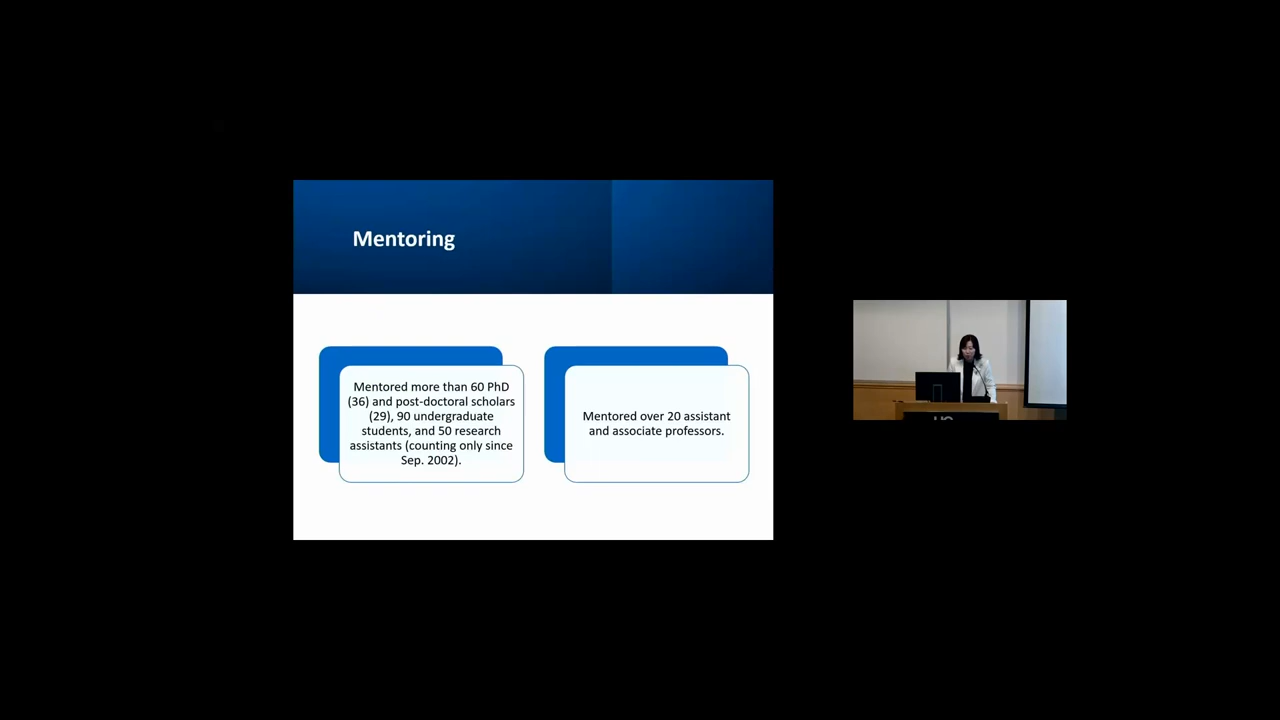 Mentoring
Mentored more than 60 PhD
(36) and post-doctoral scholars
(29), 90 undergraduate
students, and 50 research
assistants (counting only since
Sep. 2002).
Mentored over 20 assistant
and associate professors.